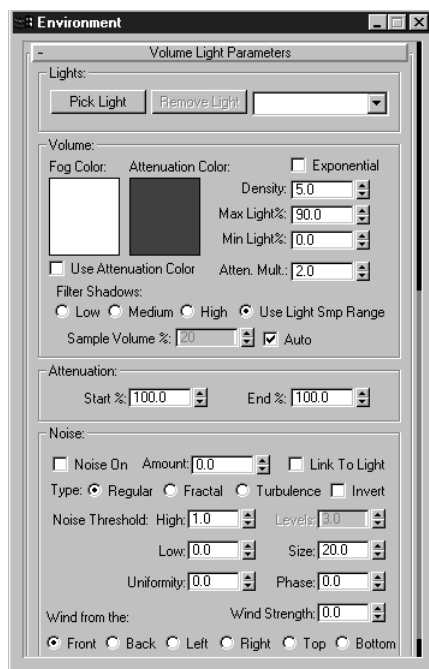 Environment
- Volume Light Parameters
Lights:
Pick Light Remove Light
Volume:
Fog Color: Attenuation Color: Exponential
Density: 5.0
Max Light%: 90.0
Min Light%: 0.0
Use Attenuation Color Atten. Mult.: 2.0
Filter Shadows:
Low Medium High Use Light Smp Range
Sample Volume %: 20 Auto
Attenuation:
Start %: 100.0 End %: 100.0
Noise:
Noise On Amount: 0.0 Link To Light
Type: Regular Fractal Turbulence Invert
Noise Threshold: High: 1.0 Levels: 3.0
Low: 0.0 Size: 20.0
Uniformity: 0.0 Phase: 0.0
Wind from the: Wind Strength: 0.0
Front Back Left Right Top Bottom